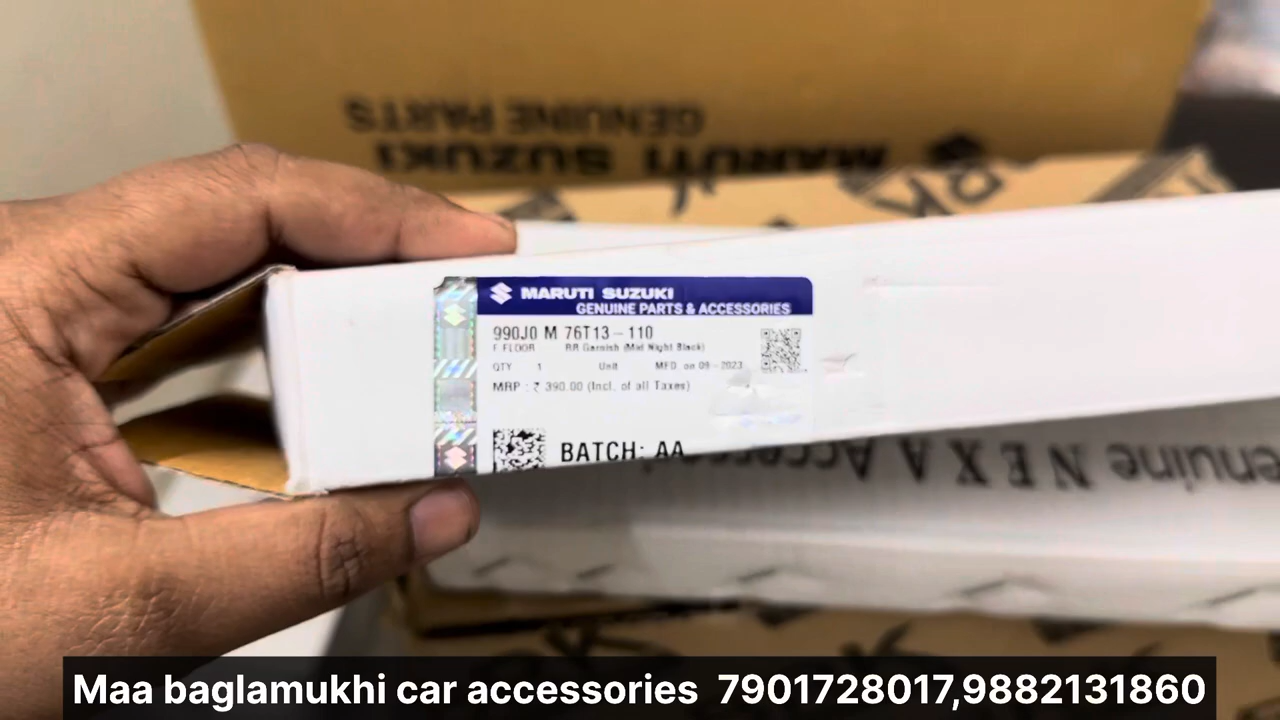 GENUINE PARTS
MARUTI SUZUKI
MARUTI SUZUKI
GENUINE PARTS & ACCESSORIES
990J0 M 76T13-110
F FLOOR RR Garnish (Mid Night Black)
QTY 1 Unit MFD on 09-2023
MRP : ₹ 390.00 (Incl. of all Taxes)
BATCH: AA
NEXA
Maa baglamukhi car accessories 7901728017,9882131860